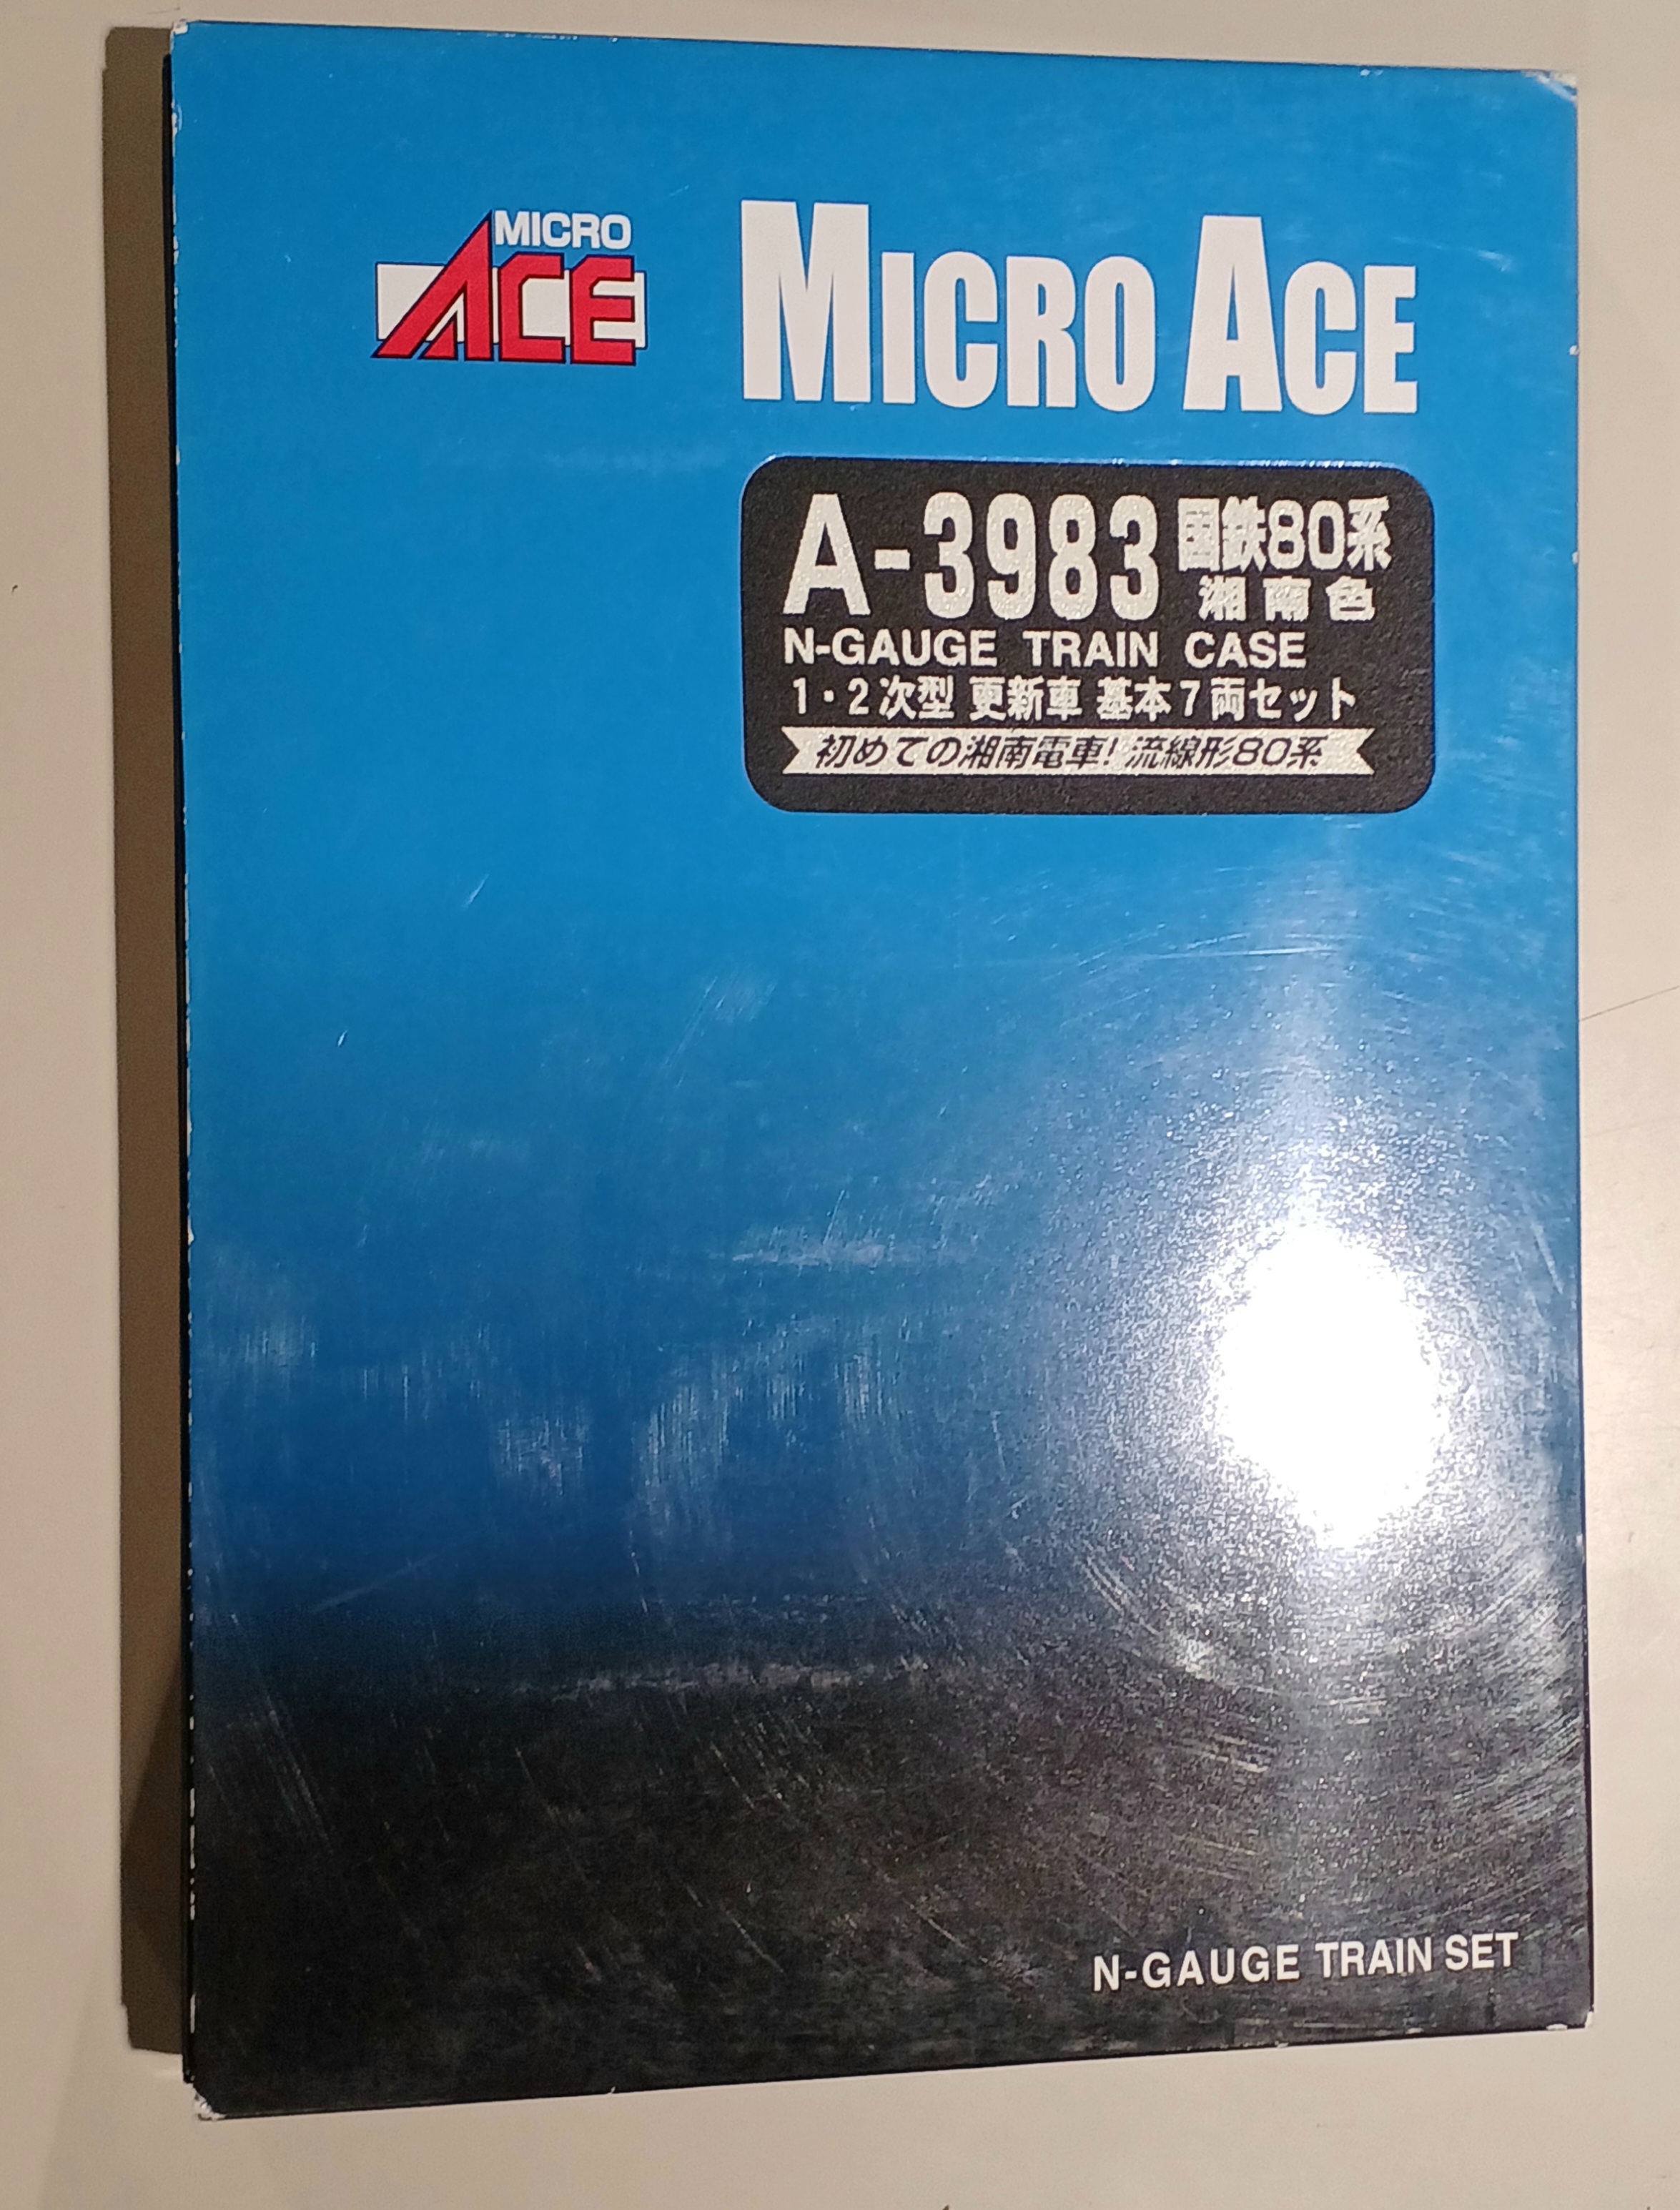 MICRO
ACE
MICRO ACE
A-3983 国鉄80系
湘南色
N-GAUGE TRAIN CASE
1・2次型 更新車 基本7両セット
初めての湘南電車! 流線形80系
N-GAUGE TRAIN SET